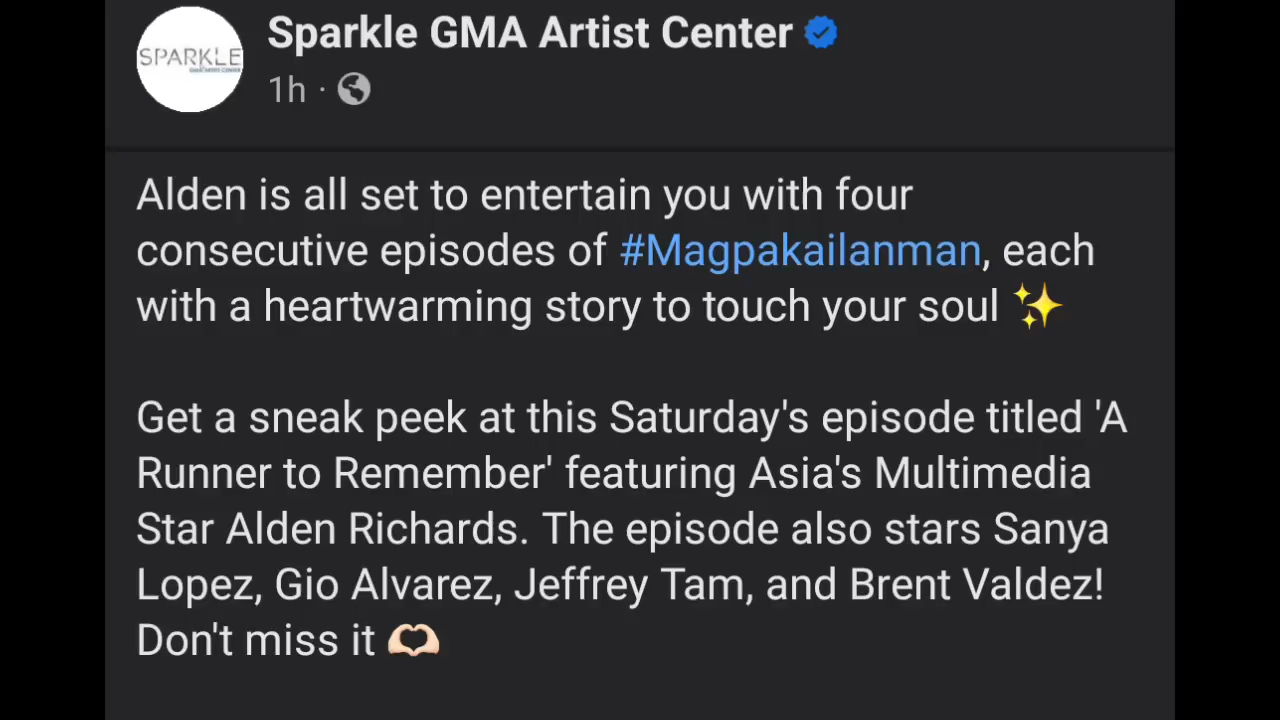 SPARKLE
Sparkle GMA Artist Center
1h ·
Alden is all set to entertain you with four
consecutive episodes of #Magpakailanman, each
with a heartwarming story to touch your soul ✨
Get a sneak peek at this Saturday's episode titled 'A
Runner to Remember' featuring Asia's Multimedia
Star Alden Richards. The episode also stars Sanya
Lopez, Gio Alvarez, Jeffrey Tam, and Brent Valdez!
Don't miss it 🫶🏻